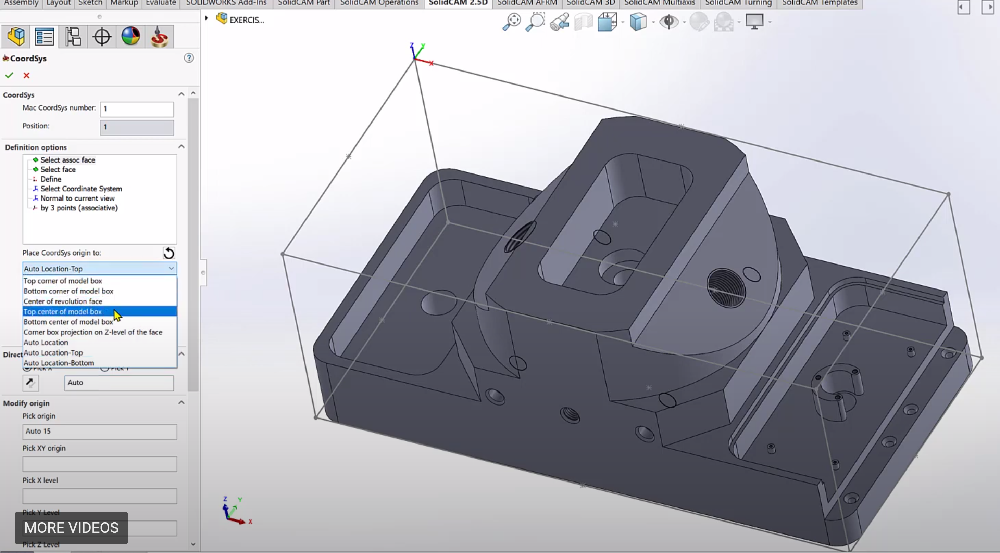 Assembly Layout Sketch Markup Evaluate SOLIDWORKS Add-Ins SolidCAM Part SolidCAM Operations SolidCAM 2.5D SolidCAM AFRM SolidCAM 3D SolidCAM Multiaxis SolidCAM Turning SolidCAM Templates
EXERCIS...
CoordSys
?
CoordSys
Mac CoordSys number: 1
Position: 1
Definition options
Select assoc face
Select face
Define
Select Coordinate System
Normal to current view
by 3 points (associative)
Place CoordSys origin to:
Auto Location-Top
Top corner of model box
Bottom corner of model box
Center of revolution face
Top center of model box
Bottom center of model box
Corner box projection on Z-level of the face
Auto Location
Auto Location-Top
Auto Location-Bottom
Direct
Pick X Pick Y
Auto
Modify origin
Pick origin
Auto 15
Pick XY origin
Pick X level
Pick Y Level
MORE VIDEOS
Pick Z Level
Z Y
X
Z Y
X